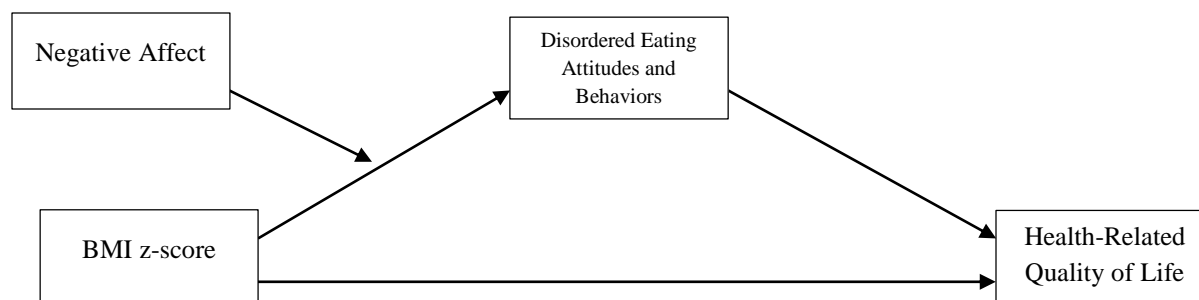 Negative Affect
Disordered Eating
Attitudes and
Behaviors
BMI z-score
Health-Related
Quality of Life